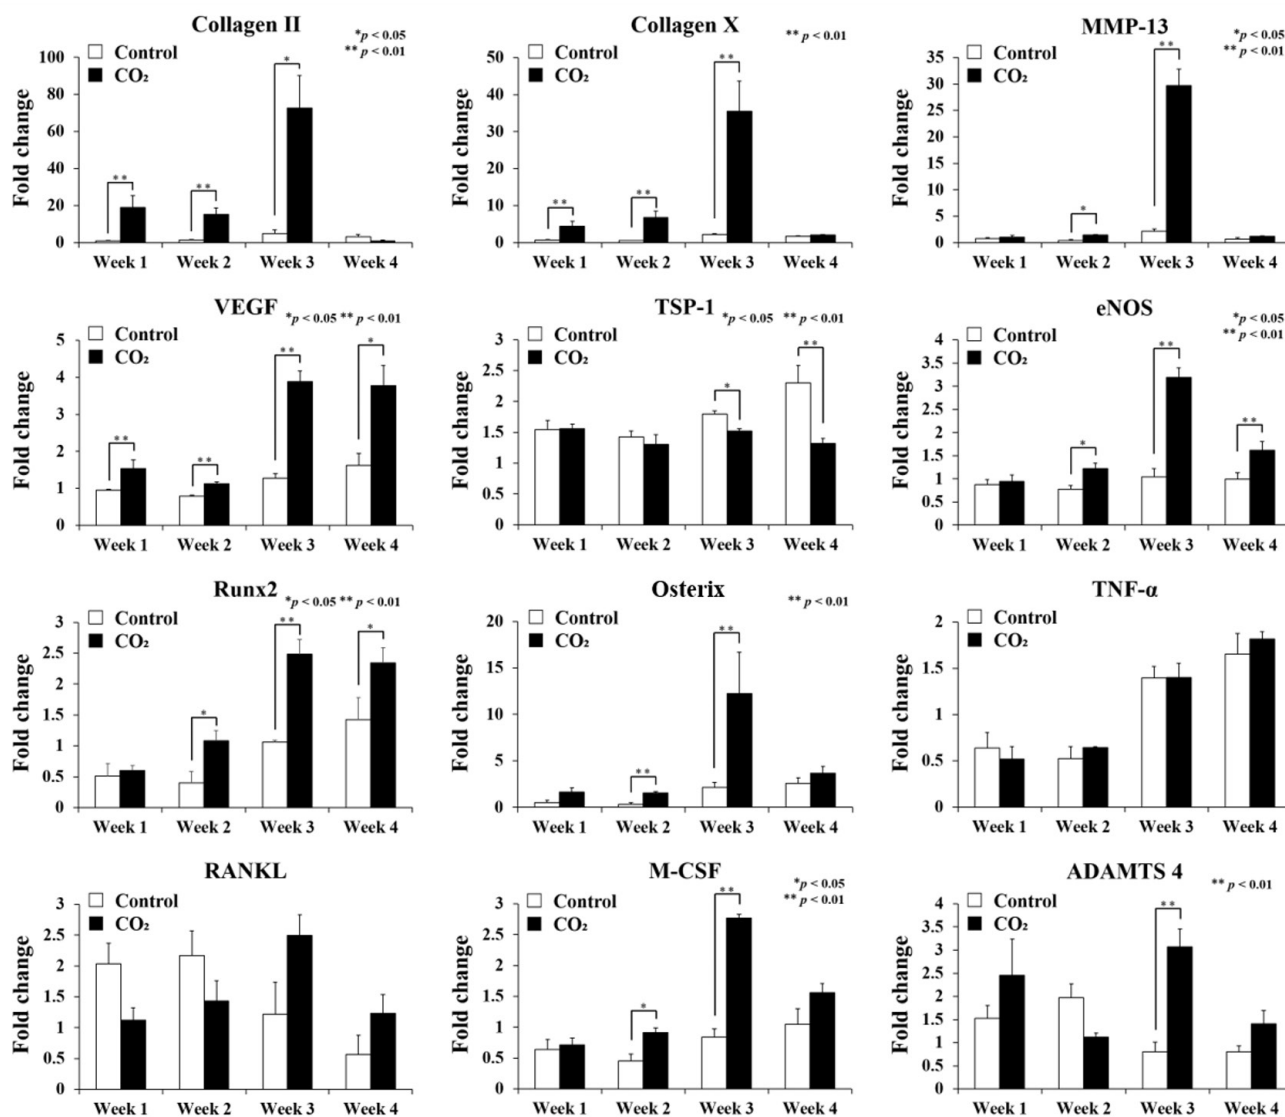 Collagen II
*p < 0.05
** p < 0.01
Control
CO₂
Fold change
100
80
60
40
20
0
** ** *
Week 1 Week 2 Week 3 Week 4
Collagen X
** p < 0.01
Control
CO₂
Fold change
50
40
30
20
10
0
** ** **
Week 1 Week 2 Week 3 Week 4
MMP-13
*p < 0.05
** p < 0.01
Control
CO₂
Fold change
35
30
25
20
15
10
5
0
* **
Week 1 Week 2 Week 3 Week 4
VEGF
*p < 0.05 ** p < 0.01
Control
CO₂
Fold change
5
4
3
2
1
0
** ** ** *
Week 1 Week 2 Week 3 Week 4
TSP-1
*p < 0.05 ** p < 0.01
Control
CO₂
Fold change
3
2.5
2
1.5
1
0.5
0
* **
Week 1 Week 2 Week 3 Week 4
eNOS
*p < 0.05
** p < 0.01
Control
CO₂
Fold change
4
3.5
3
2.5
2
1.5
1
0.5
0
* ** **
Week 1 Week 2 Week 3 Week 4
Runx2
*p < 0.05 ** p < 0.01
Control
CO₂
Fold change
3
2.5
2
1.5
1
0.5
0
* ** *
Week 1 Week 2 Week 3 Week 4
Osterix
** p < 0.01
Control
CO₂
Fold change
20
15
10
5
0
** **
Week 1 Week 2 Week 3 Week 4
TNF-α
Control
CO₂
Fold change
2
1.5
1
0.5
0
Week 1 Week 2 Week 3 Week 4
RANKL
Control
CO₂
Fold change
3
2.5
2
1.5
1
0.5
0
Week 1 Week 2 Week 3 Week 4
M-CSF
*p < 0.05
** p < 0.01
Control
CO₂
Fold change
3
2.5
2
1.5
1
0.5
0
* **
Week 1 Week 2 Week 3 Week 4
ADAMTS 4
** p < 0.01
Control
CO₂
Fold change
4
3.5
3
2.5
2
1.5
1
0.5
0
**
Week 1 Week 2 Week 3 Week 4